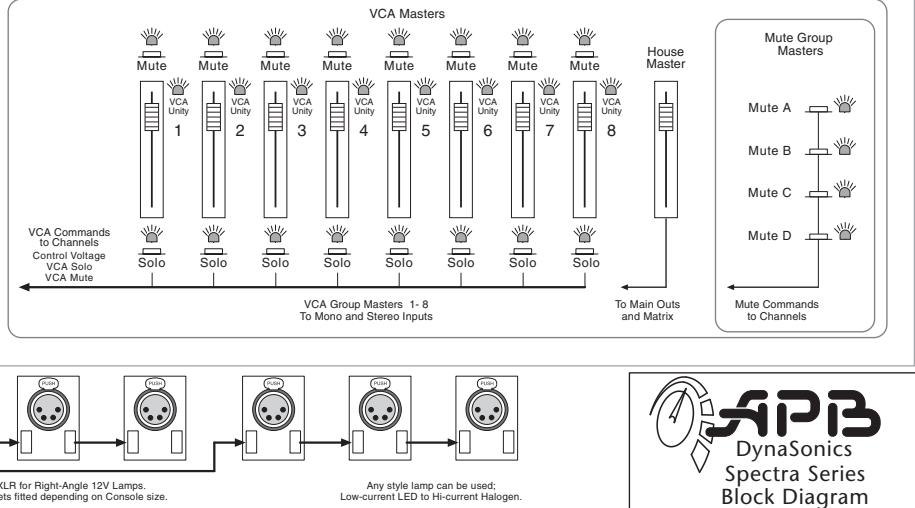 VCA Masters
Mute Mute Mute Mute Mute Mute Mute Mute
House
Master
VCA
Unity
1
VCA
Unity
2
VCA
Unity
3
VCA
Unity
4
VCA
Unity
5
VCA
Unity
6
VCA
Unity
7
VCA
Unity
8
Solo Solo Solo Solo Solo Solo Solo Solo
VCA Commands
to Channels
Control Voltage
VCA Solo
VCA Mute
VCA Group Masters 1- 8
To Mono and Stereo Inputs
To Main Outs
and Matrix
Mute Group
Masters
Mute A
Mute B
Mute C
Mute D
Mute Commands
to Channels
PUSH PUSH PUSH PUSH PUSH
XLR for Right-Angle 12V Lamps.
fitted depending on Console size.
Any style lamp can be used;
Low-current LED to Hi-current Halogen.
APB
DynaSonics
Spectra Series
Block Diagram